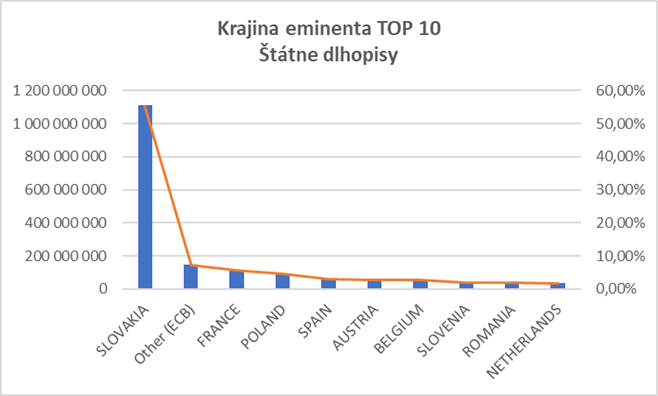 Krajina eminenta TOP 10
Štátne dlhopisy
1 200 000 000
1 000 000 000
800 000 000
600 000 000
400 000 000
200 000 000
0
60,00%
50,00%
40,00%
30,00%
20,00%
10,00%
0,00%
SLOVAKIA
Other (ECB)
FRANCE
POLAND
SPAIN
AUSTRIA
BELGIUM
SLOVENIA
ROMANIA
NETHERLANDS